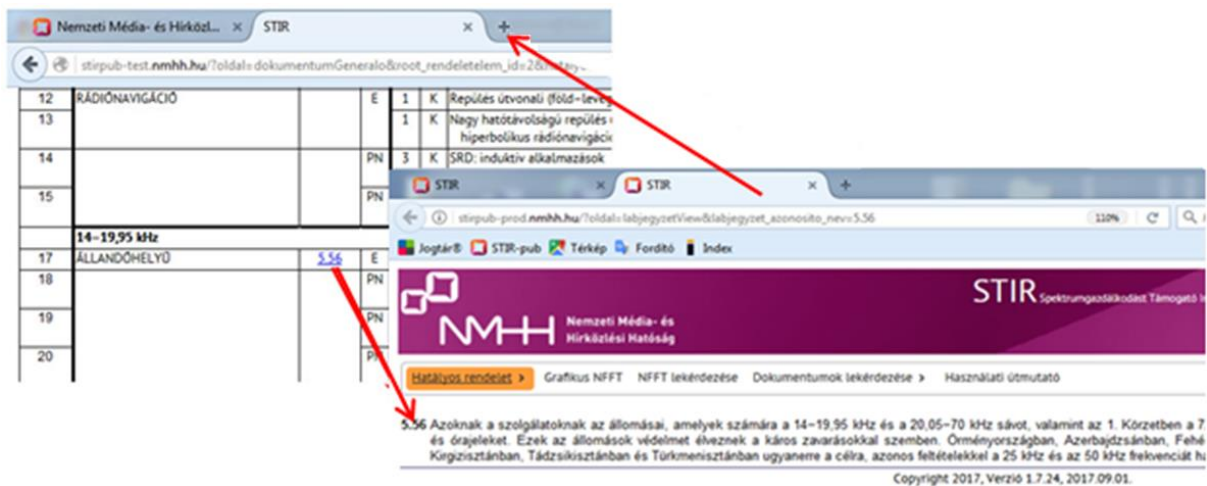 Nemzeti Média- és Hírközl... × STIR × +
stirpub-test.nmhh.hu/?oldal=dokumentumGeneralo&root_rendeletelem_id=2&
12 RÁDIÓNAVIGÁCIÓ E 1 K Repülés útvonali (föld-leveg
13 1 K Nagy hatótávolságú repülés
hiperbolikus rádiónavigáció
14 PN 3 K SRD: induktív alkalmazások
15 PN
14–19,95 kHz
17 ÁLLANDÓHELYŰ 5.56 E
18 PN
19 PN
20
STIR × STIR × +
stirpub-prod.nmhh.hu/?oldal=labjegyzetView&labjegyzet_azonosito_nev=5.56 110%
Jogtár® STIR-pub Térkép Fordító Index
STIR Spektrumgazdálkodást Támogató
NMHH Nemzeti Média- és
Hírközlési Hatóság
Hatályos rendelet > Grafikus NFFT NFFT lekérdezése Dokumentumok lekérdezése > Használati útmutató
5.56 Azoknak a szolgálatoknak az állomásai, amelyek számára a 14–19,95 kHz és a 20,05–70 kHz sávot, valamint az 1. Körzetben a 7
és órajeleket. Ezek az állomások védelmet élveznek a káros zavarásokkal szemben. Örményországban, Azerbajdzsánban, Fehé
Kirgizisztánban, Tádzsikisztánban és Türkmenisztánban ugyanerre a célra, azonos feltételekkel a 25 kHz és az 50 kHz frekvenciát ha
Copyright 2017, Verzió 1.7.24, 2017.09.01.